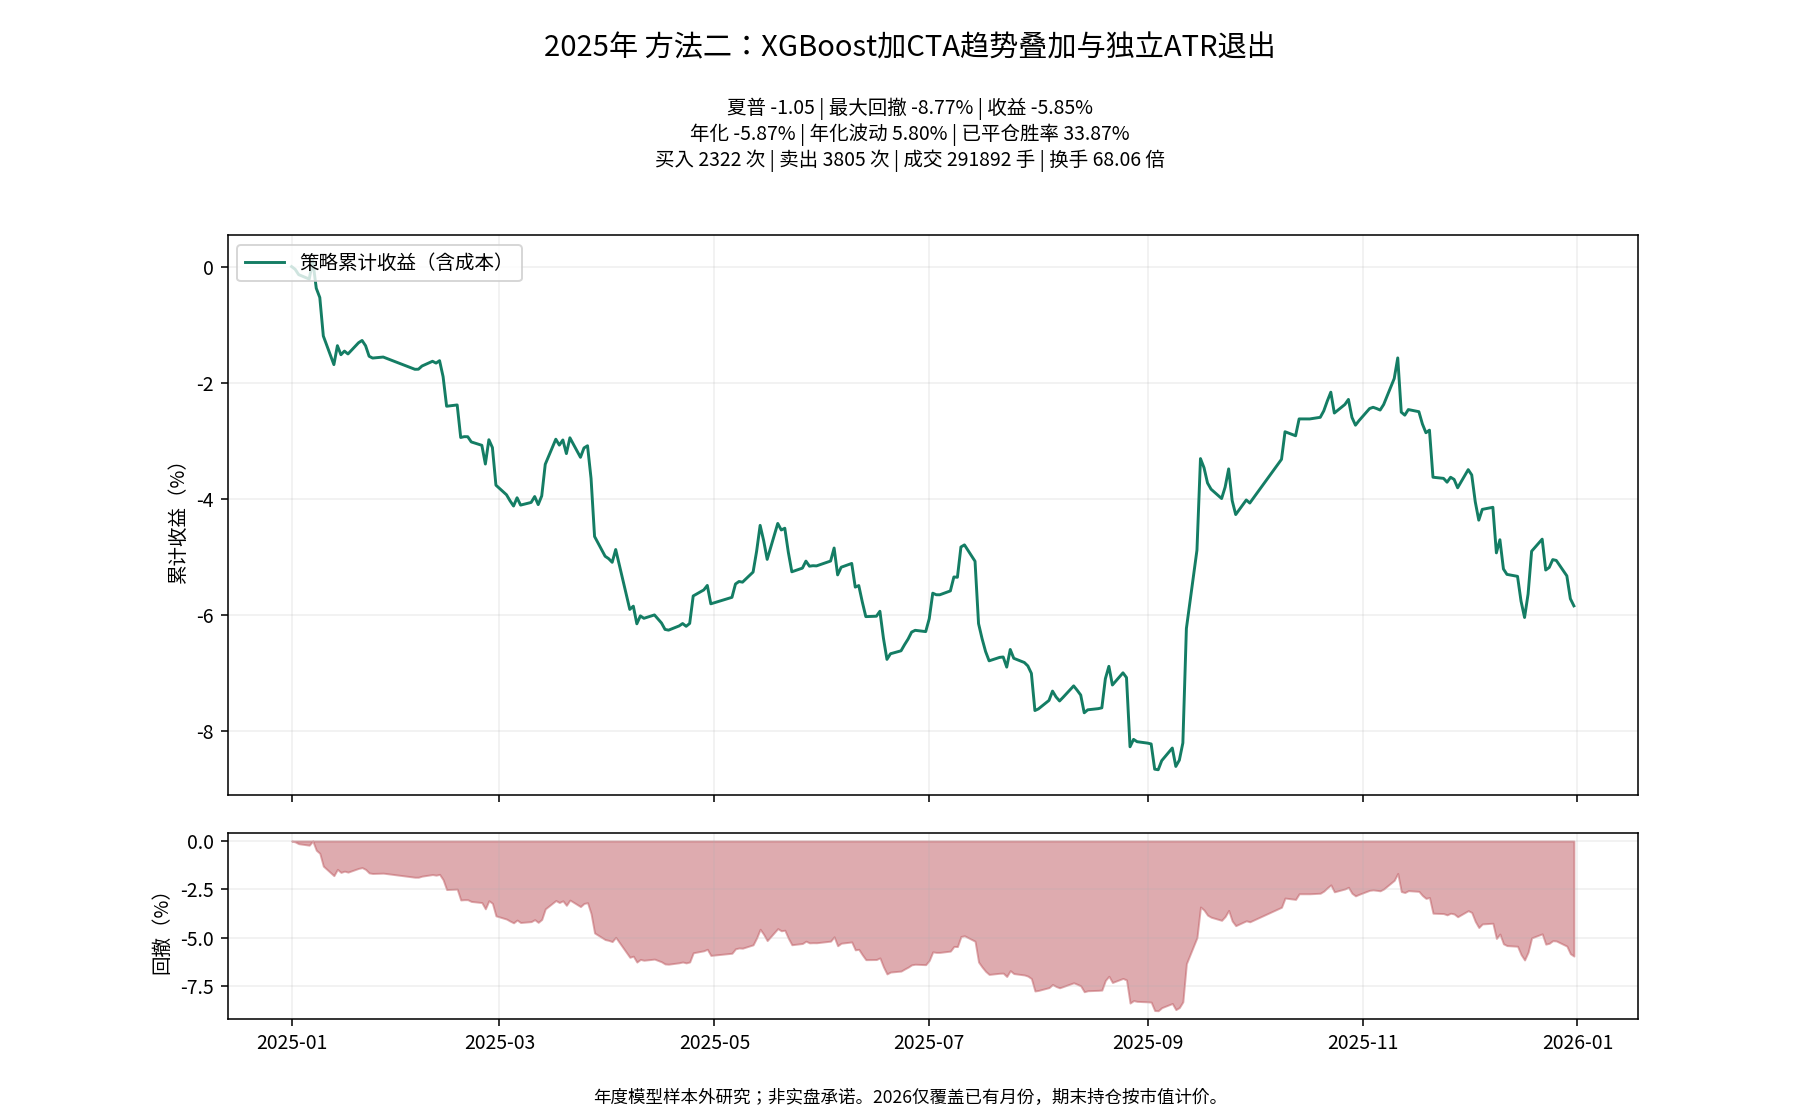 2025年 方法二：XGBoost加CTA趋势叠加与独立ATR退出
夏普 -1.05 | 最大回撤 -8.77% | 收益 -5.85%
年化 -5.87% | 年化波动 5.80% | 已平仓胜率 33.87%
买入 2322 次 | 卖出 3805 次 | 成交 291892 手 | 换手 68.06 倍
策略累计收益（含成本）
累计收益（%）
0
-2
-4
-6
-8
回撤（%）
0.0
-2.5
-5.0
-7.5
2025-01
2025-03
2025-05
2025-07
2025-09
2025-11
2026-01
年度模型样本外研究；非实盘承诺。2026仅覆盖已有月份，期末持仓按市值计价。